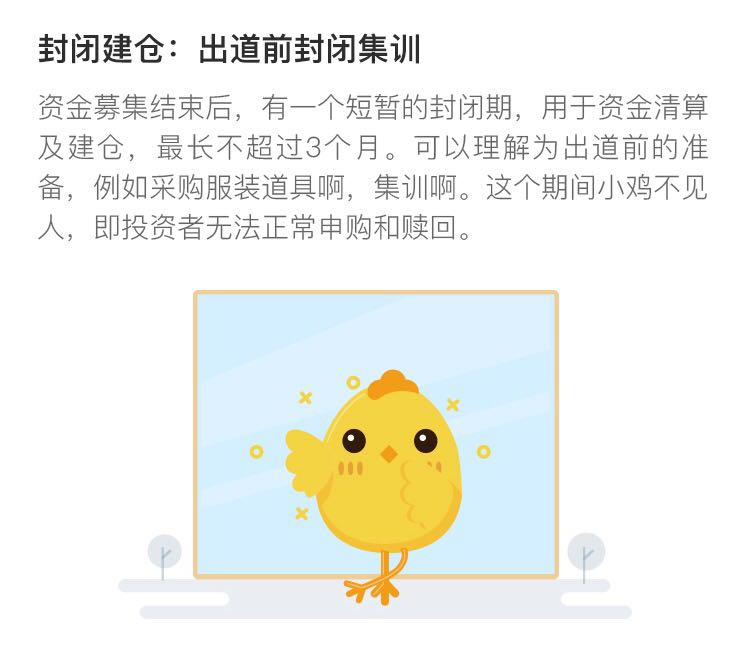 封闭建仓：出道前封闭集训
资金募集结束后，有一个短暂的封闭期，用于资金清算
及建仓，最长不超过3个月。可以理解为出道前的准
备，例如采购服装道具啊，集训啊。这个期间小鸡不见
人，即投资者无法正常申购和赎回。